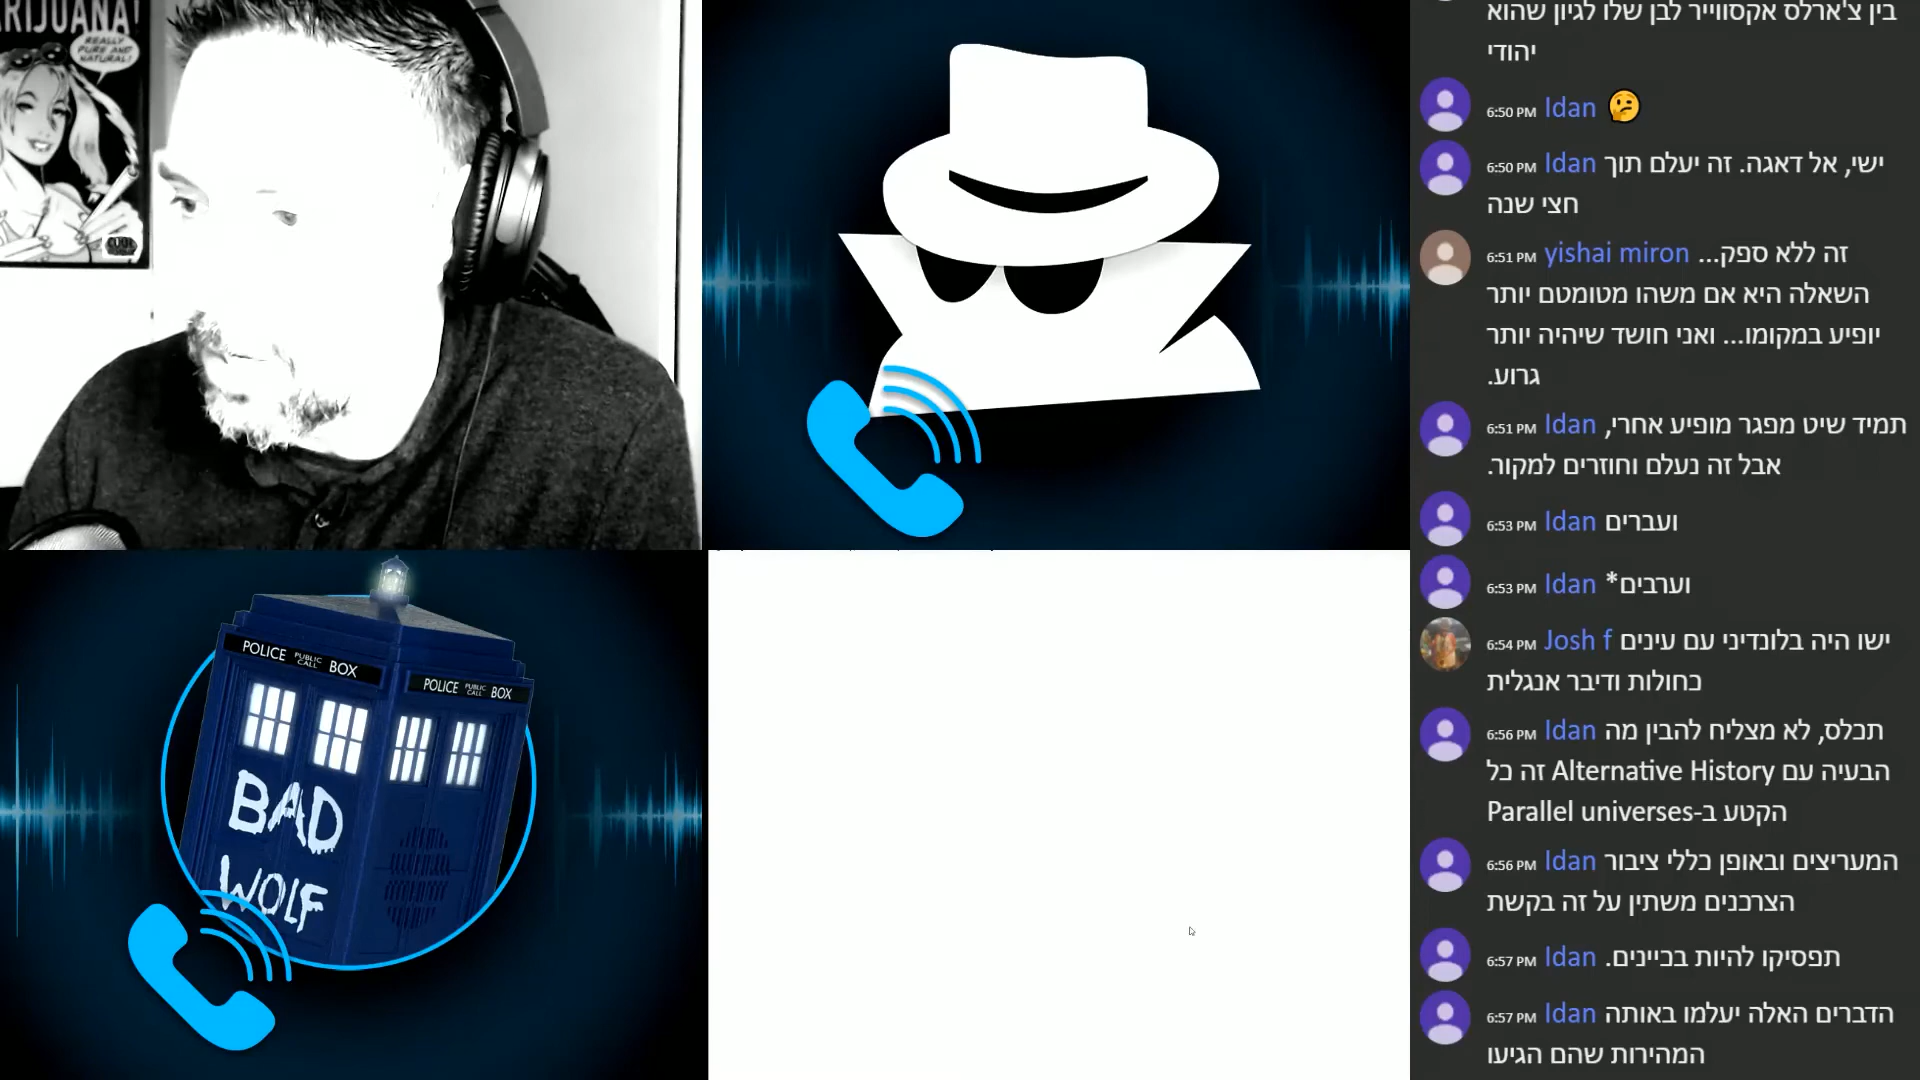 ARIJUANA!
REALLY
PURE AND
NATURAL!
POLICE PUBLIC CALL BOX
POLICE PUBLIC CALL BOX
BAD
WOLF
בין צ'ארלס אקסווייר לבן שלו לגיון שהוא
יהודי
6:50 PM Idan 🤔
6:50 PM Idan ישי, אל דאגה. זה יעלם תוך
חצי שנה
6:51 PM yishai miron זה ללא ספק...
השאלה היא אם משהו מטומטם יותר
יופיע במקומו... ואני חושד שיהיה יותר
גרוע.
6:51 PM Idan תמיד שיט מפגר מופיע אחרי,
אבל זה נעלם וחוזרים למקור.
6:53 PM Idan ועברים
6:53 PM Idan וערבים*
6:54 PM Josh f ישו היה בלונדיני עם עינים
כחולות ודיבר אנגלית
6:56 PM Idan תכלס, לא מצליח להבין מה
הבעיה עם Alternative History זה כל
הקטע ב-Parallel universes
6:56 PM Idan המעריצים ובאופן כללי ציבור
הצרכנים משתין על זה בקשת
6:57 PM Idan תפסיקו להיות בכיינים.
6:57 PM Idan הדברים האלה יעלמו באותה
המהירות שהם הגיעו